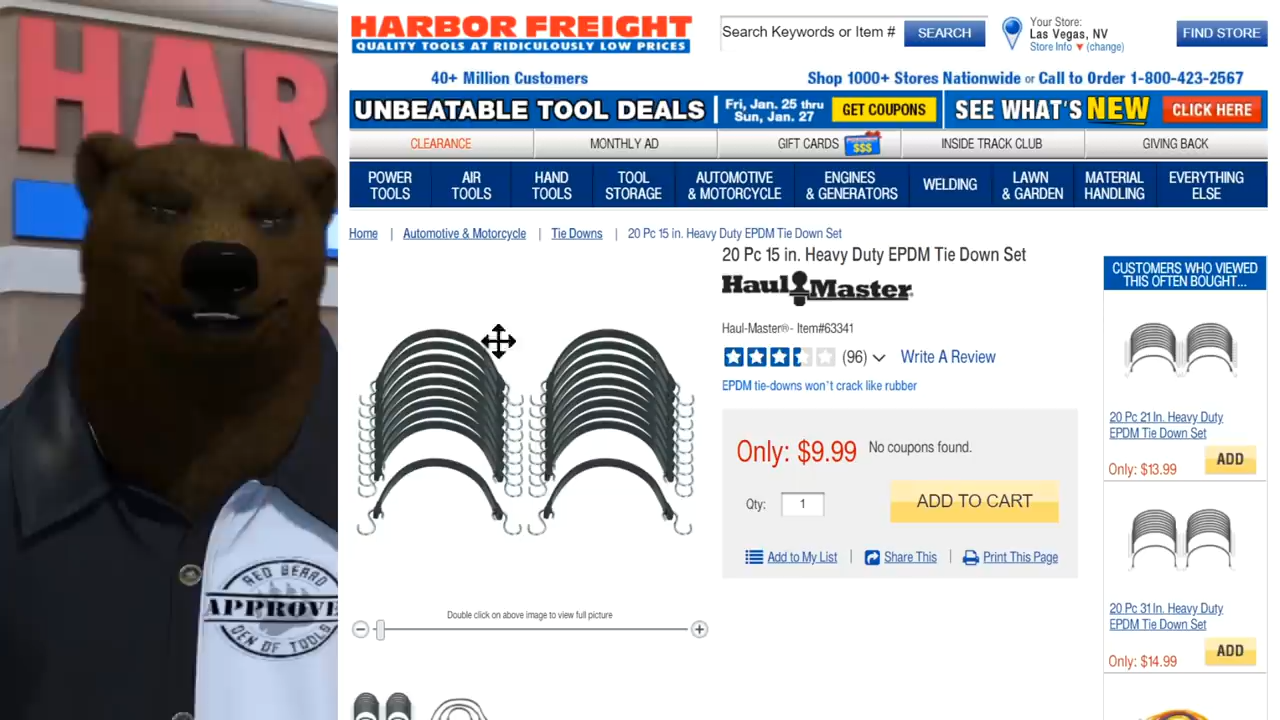 HAR
RED BEARD
APPROVE
DEN OF TOOLS
HARBOR FREIGHT
QUALITY TOOLS AT RIDICULOUSLY LOW PRICES
Search Keywords or Item #
SEARCH
Your Store:
Las Vegas, NV
Store Info ▼ (change)
FIND STORE
40+ Million Customers
Shop 1000+ Stores Nationwide or Call to Order 1-800-423-2567
UNBEATABLE TOOL DEALS
Fri, Jan. 25 thru
Sun, Jan. 27
GET COUPONS
SEE WHAT'S NEW
CLICK HERE
CLEARANCE
MONTHLY AD
GIFT CARDS
$$$
INSIDE TRACK CLUB
GIVING BACK
POWER
TOOLS
AIR
TOOLS
HAND
TOOLS
TOOL
STORAGE
AUTOMOTIVE
& MOTORCYCLE
ENGINES
& GENERATORS
WELDING
LAWN
& GARDEN
MATERIAL
HANDLING
EVERYTHING
ELSE
Home | Automotive & Motorcycle | Tie Downs | 20 Pc 15 in. Heavy Duty EPDM Tie Down Set
20 Pc 15 in. Heavy Duty EPDM Tie Down Set
Haul Master®
Haul-Master® - Item#63341
(96)
Write A Review
EPDM tie-downs won't crack like rubber
Only: $9.99
No coupons found.
Qty:
1
ADD TO CART
Add to My List | Share This | Print This Page
Double click on above image to view full picture
CUSTOMERS WHO VIEWED
THIS OFTEN BOUGHT...
20 Pc 21 In. Heavy Duty
EPDM Tie Down Set
Only: $13.99
ADD
20 Pc 31 In. Heavy Duty
EPDM Tie Down Set
Only: $14.99
ADD